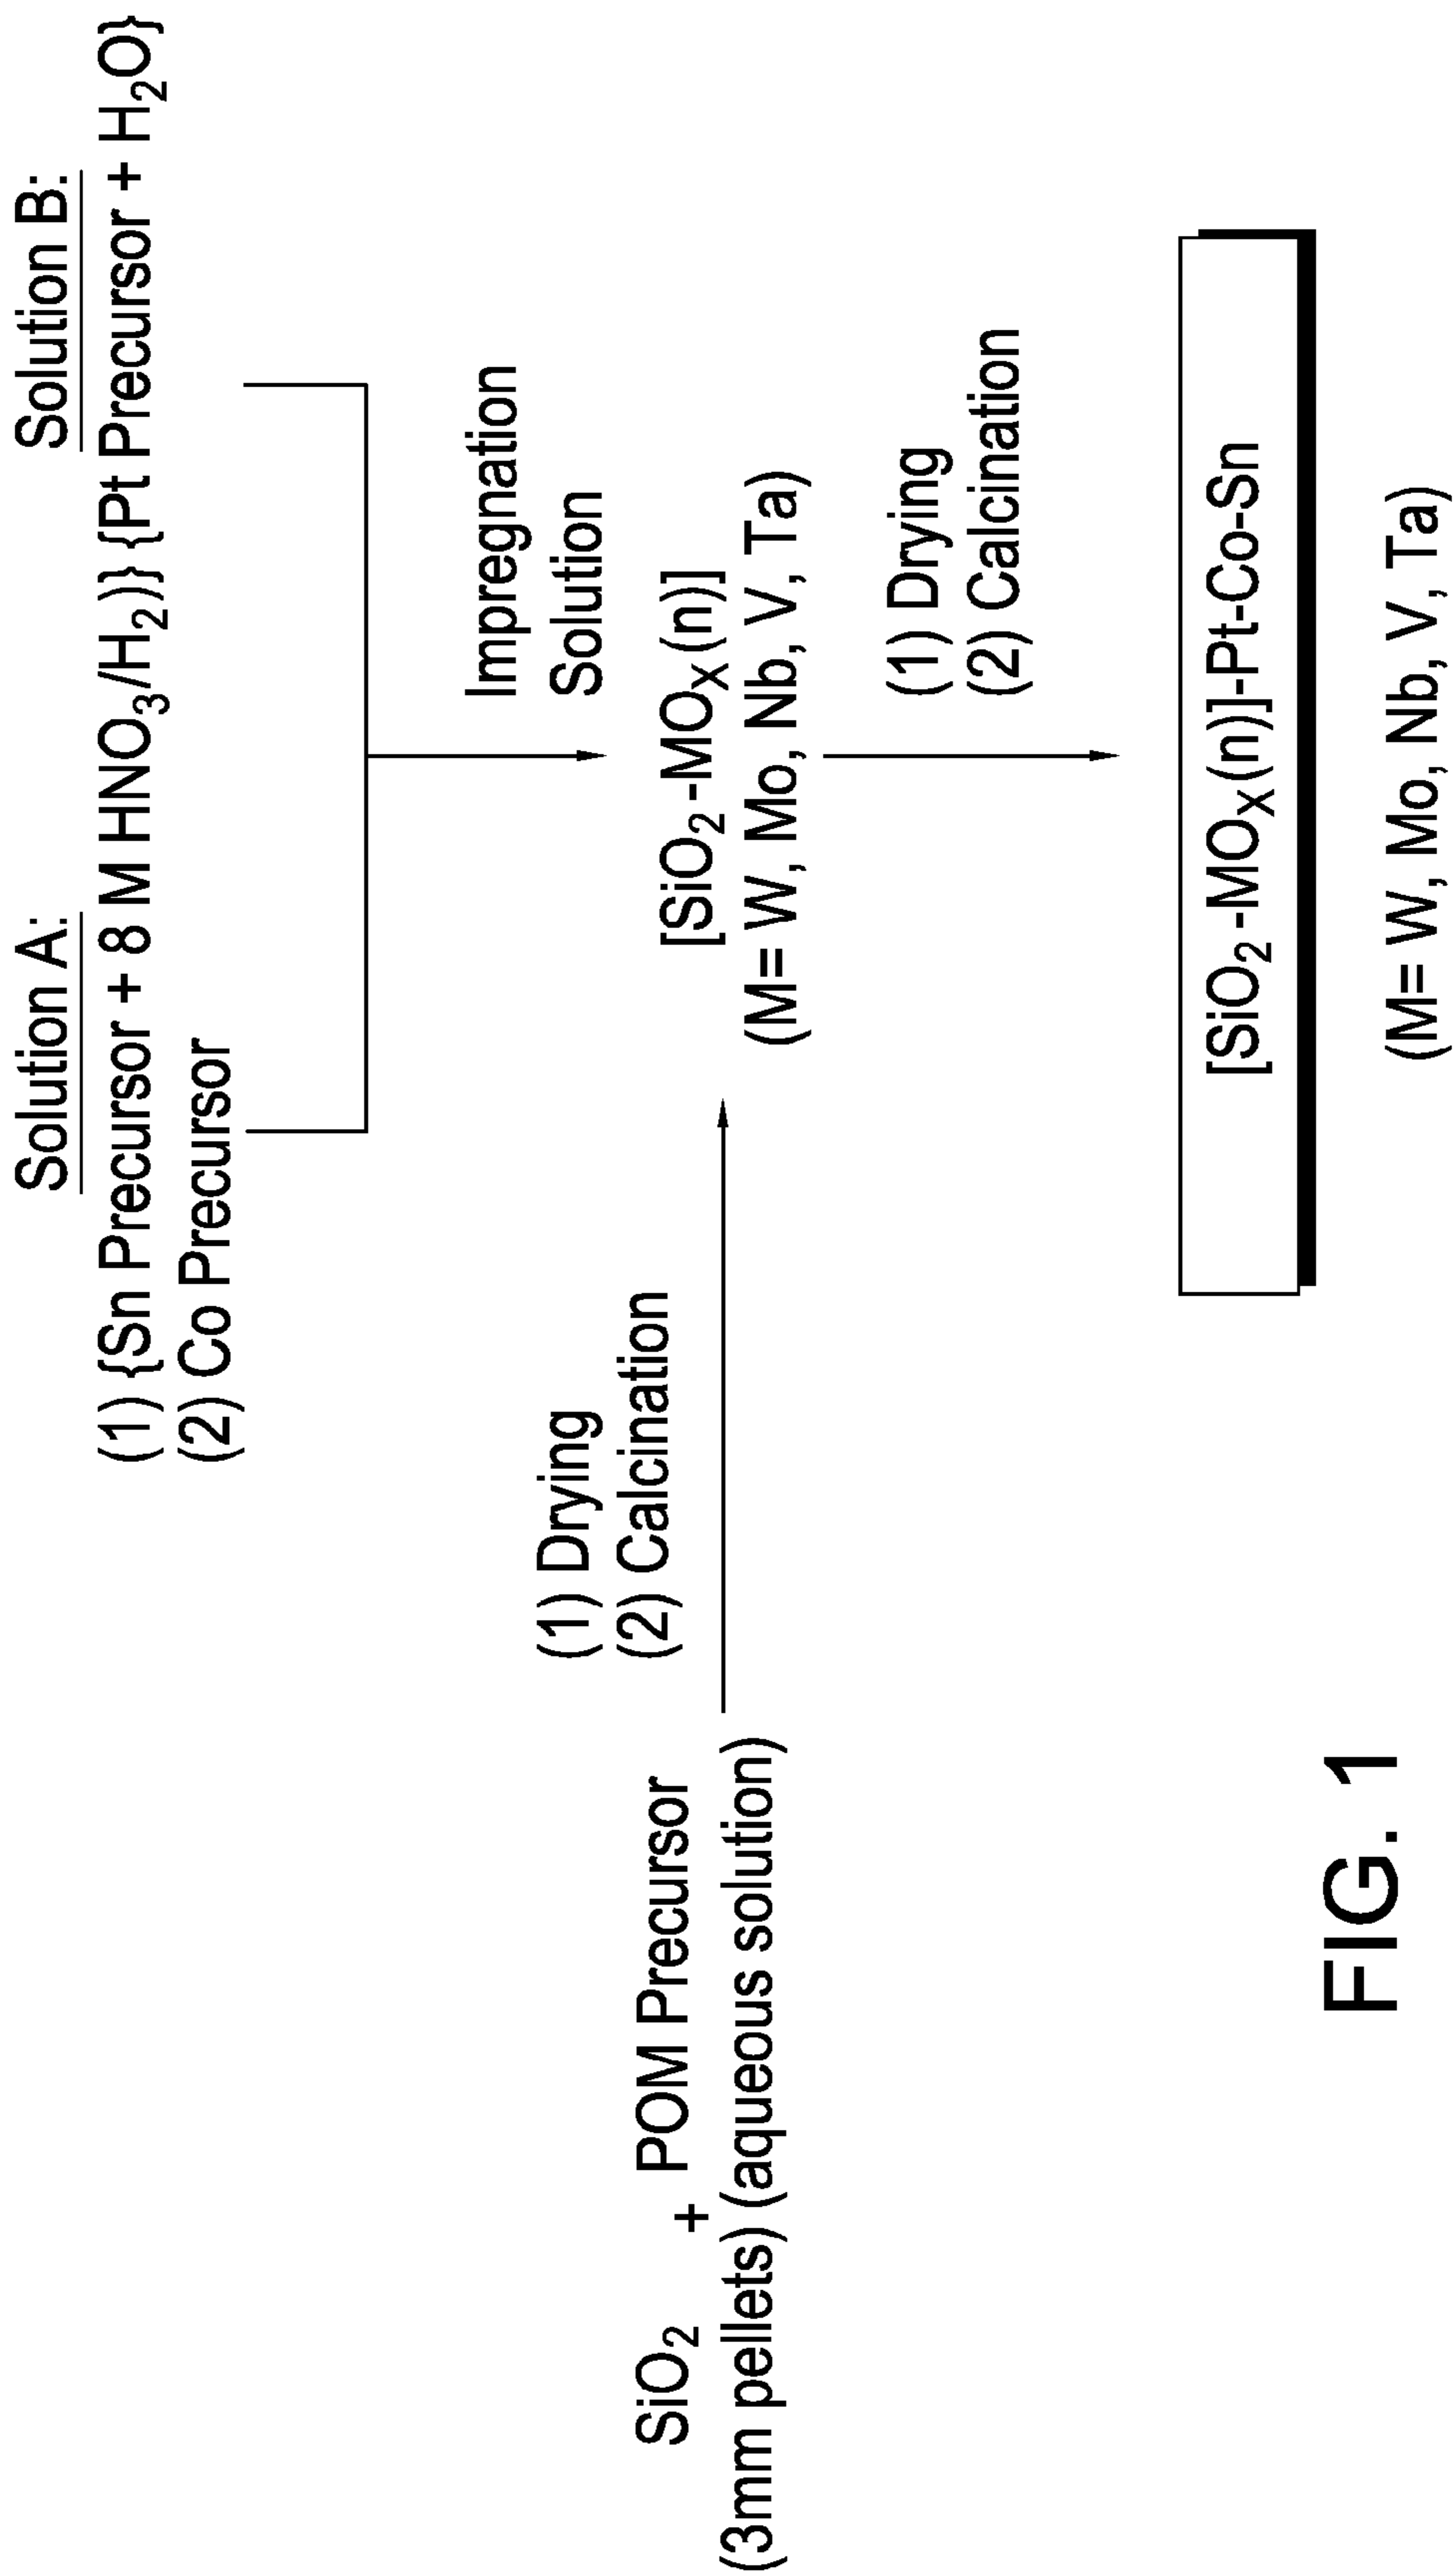 Solution A:
Solution B:
(1) {Sn Precursor + 8 M HNO₃/H₂)} {Pt Precursor + H₂O}
(2) Co Precursor
Impregnation
Solution
(1) Drying
(2) Calcination
SiO₂ + POM Precursor
(3mm pellets) (aqueous solution)
[SiO₂-MOₓ(n)]
(M= W, Mo, Nb, V, Ta)
(1) Drying
(2) Calcination
[SiO₂-MOₓ(n)]-Pt-Co-Sn
(M= W, Mo, Nb, V, Ta)
FIG. 1